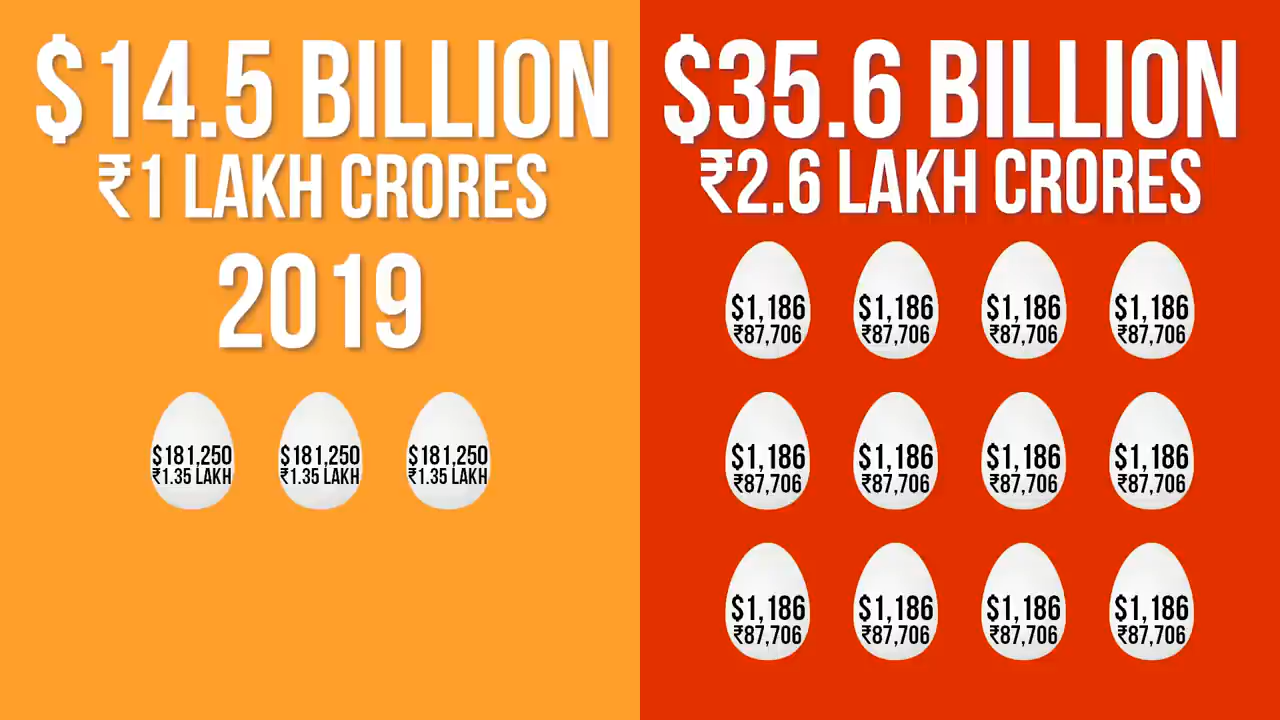 $14.5 BILLION
₹1 LAKH CRORES
2019
$181,250 $181,250 $181,250
₹1.35 LAKH ₹1.35 LAKH ₹1.35 LAKH
$35.6 BILLION
₹2.6 LAKH CRORES
$1,186 $1,186 $1,186 $1,186
₹87,706 ₹87,706 ₹87,706 ₹87,706
$1,186 $1,186 $1,186 $1,186
₹87,706 ₹87,706 ₹87,706 ₹87,706
$1,186 $1,186 $1,186 $1,186
₹87,706 ₹87,706 ₹87,706 ₹87,706